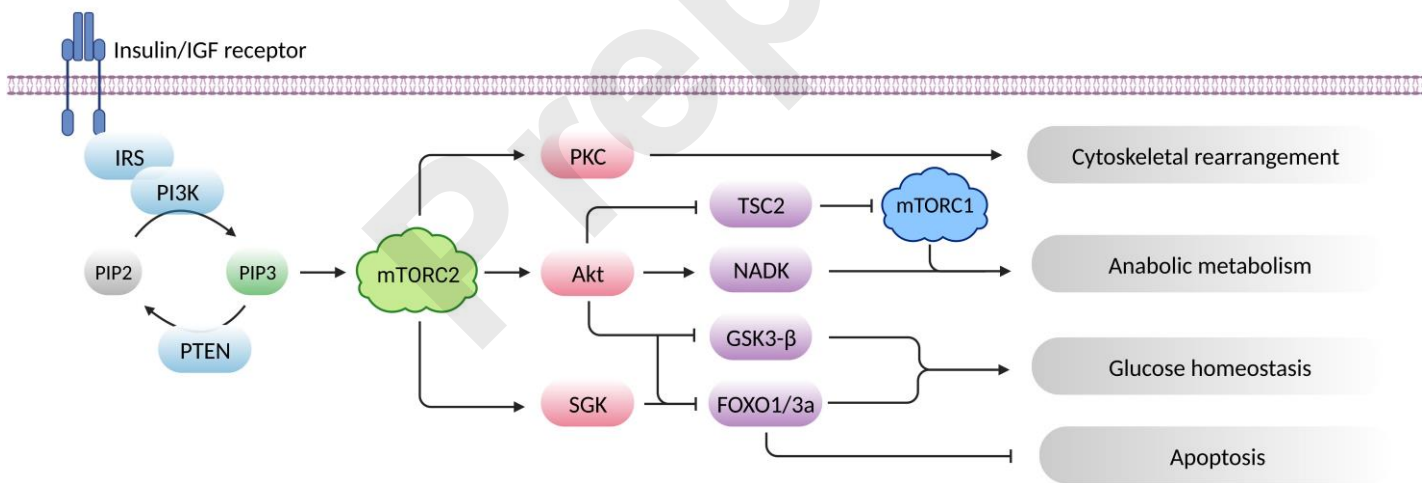 Insulin/IGF receptor
IRS
PI3K
PIP2
PIP3
PTEN
mTORC2
PKC
Akt
SGK
TSC2
mTORC1
NADK
GSK3-β
FOXO1/3a
Cytoskeletal rearrangement
Anabolic metabolism
Glucose homeostasis
Apoptosis
Prep